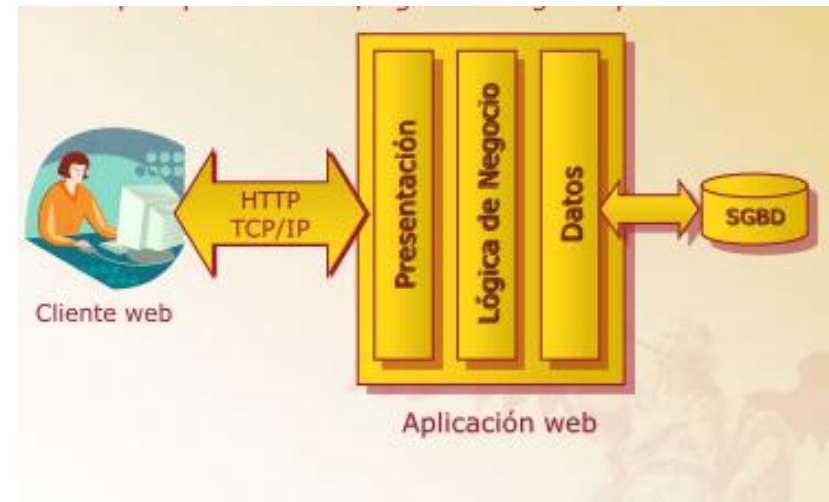 HTTP
TCP/IP
Presentación
Lógica de Negocio
Datos
SGBD
Cliente web
Aplicación web